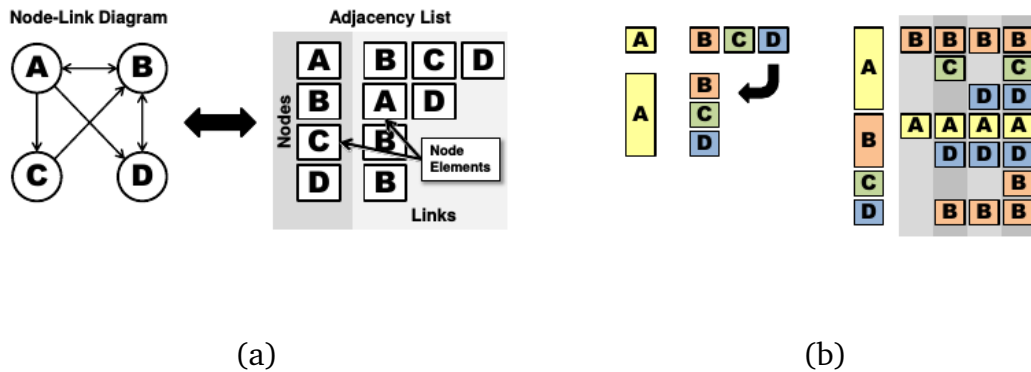 Node-Link Diagram
Adjacency List
A B
C D
Nodes
A B C D
B A D
C B
D B
Node Elements
Links
A B C D
A B
C
D
A B B B B
C C
D D
B A A A A
D D D
C B
D B B B
(a)
(b)